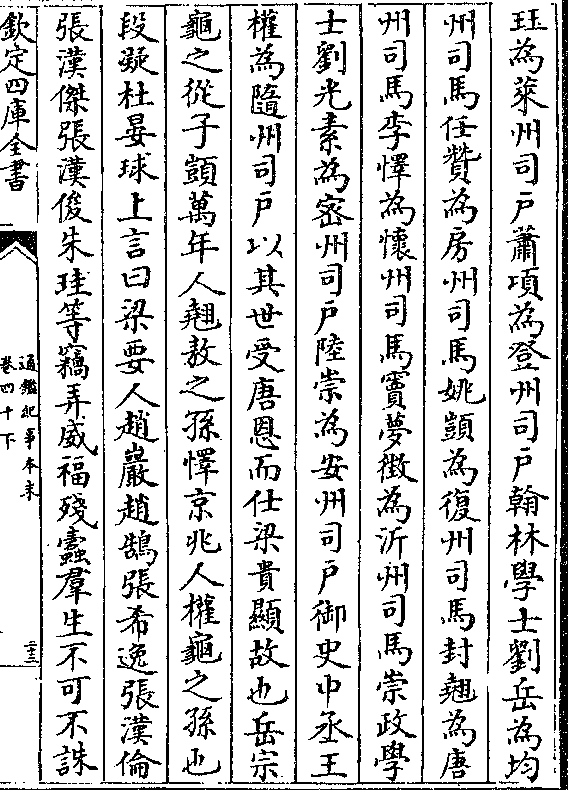 珏為萊州司戶蕭頃為登州司戶翰林學士劉岳為均
州司馬任贊為房州司馬姚顗為復州司馬封翹為唐
州司馬李懌為懷州司馬竇夢徵為沂州司馬崇政學
士劉光素為密州司戶陸崇為安州司戶御史中丞王
權為隨州司戶以其世受唐恩而仕梁貴顯故也岳宗
龜之從子顗萬年人翹敖之孫懌京兆人權龜之孫也
段凝杜晏球上言曰梁要人趙巖趙鵠張希逸張漢倫
張漢傑張漢俊朱珪等竊弄威福殘蠹羣生不可不誅
欽定四庫全書
通鑑紀事本末
卷四十下
二十三